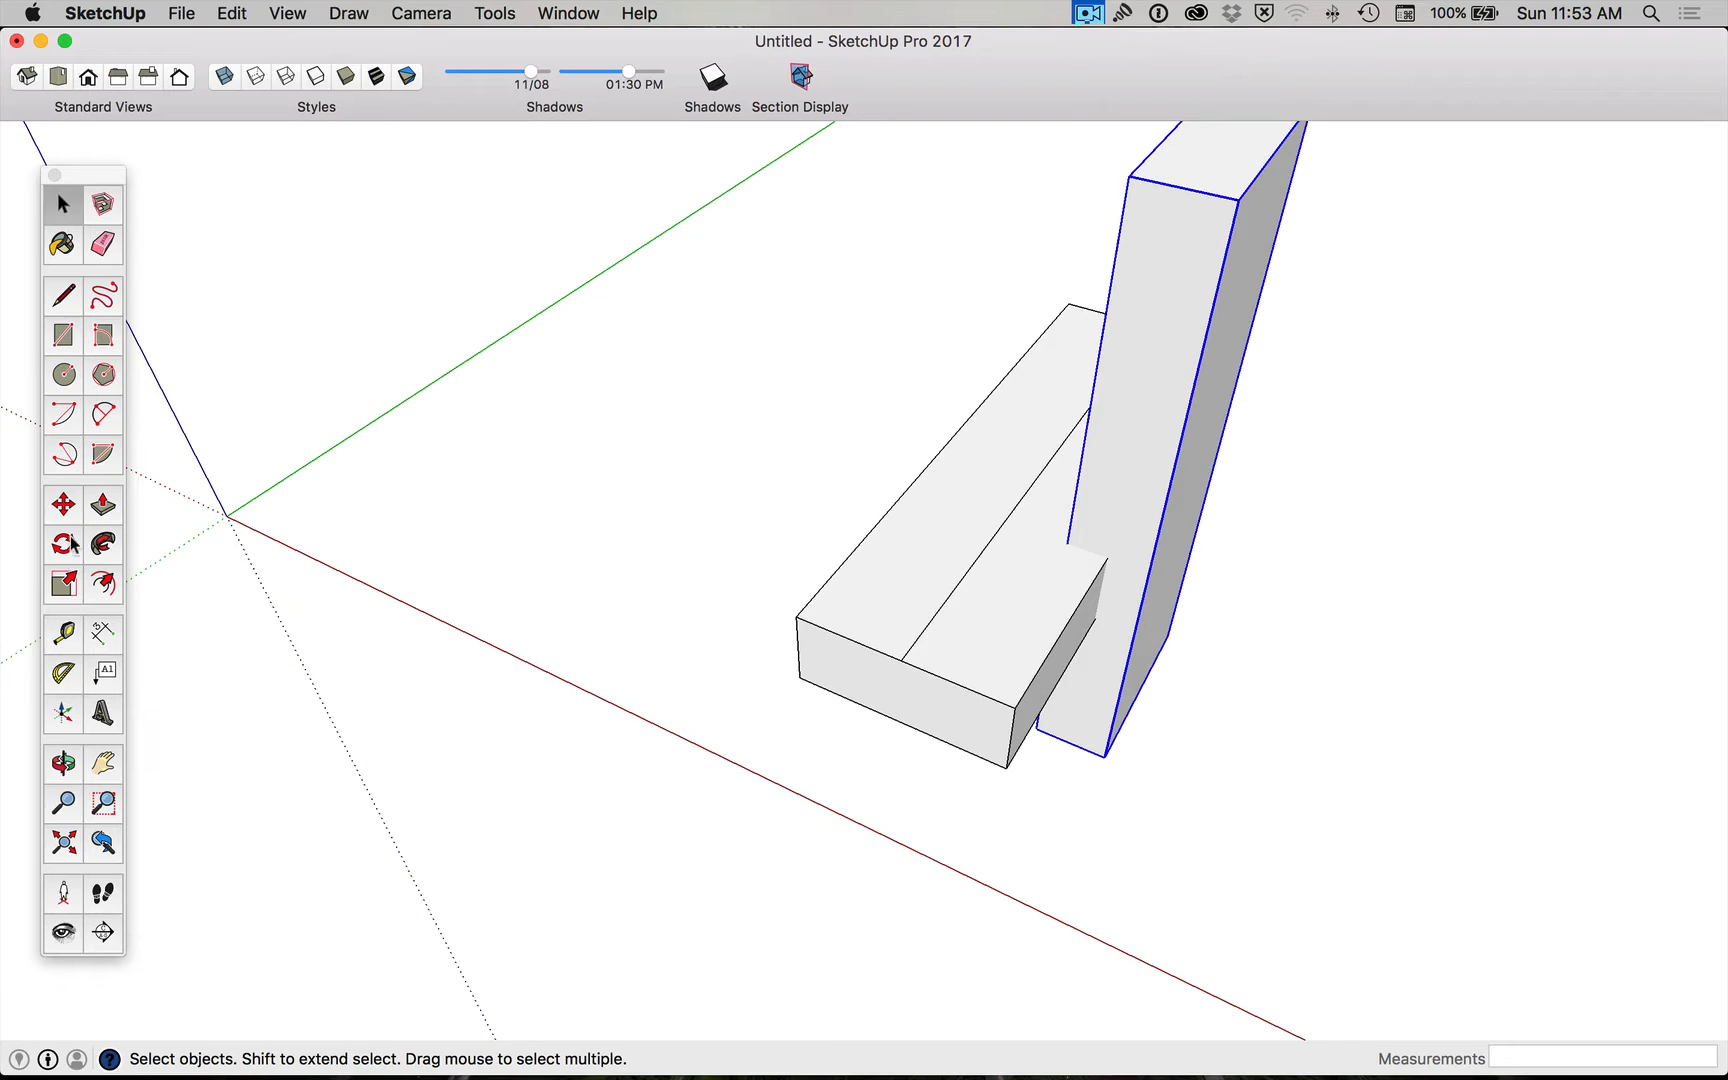 SketchUp File Edit View Draw Camera Tools Window Help 100% Sun 11:53 AM
Untitled - SketchUp Pro 2017
11/08 01:30 PM
Standard Views Styles Shadows Shadows Section Display
A1
Select objects. Shift to extend select. Drag mouse to select multiple. Measurements